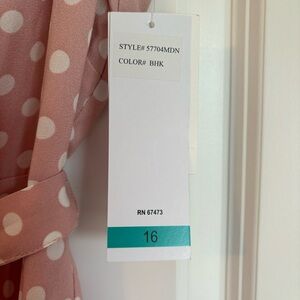 STYLE# 57704MDN
COLOR# BHK
RN 67473
16